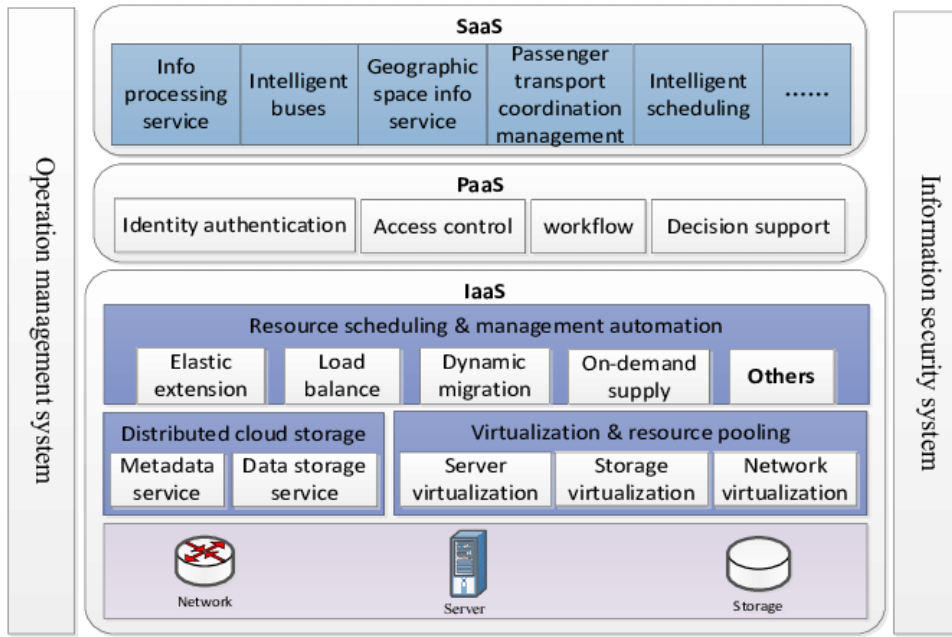 Operation management system
SaaS
Info
processing
service
Intelligent
buses
Geographic
space info
service
Passenger
transport
coordination
management
Intelligent
scheduling
......
PaaS
Identity authentication
Access control
workflow
Decision support
IaaS
Resource scheduling & management automation
Elastic
extension
Load
balance
Dynamic
migration
On-demand
supply
Others
Distributed cloud storage
Metadata
service
Data storage
service
Virtualization & resource pooling
Server
virtualization
Storage
virtualization
Network
virtualization
Network
Server
Storage
Information security system